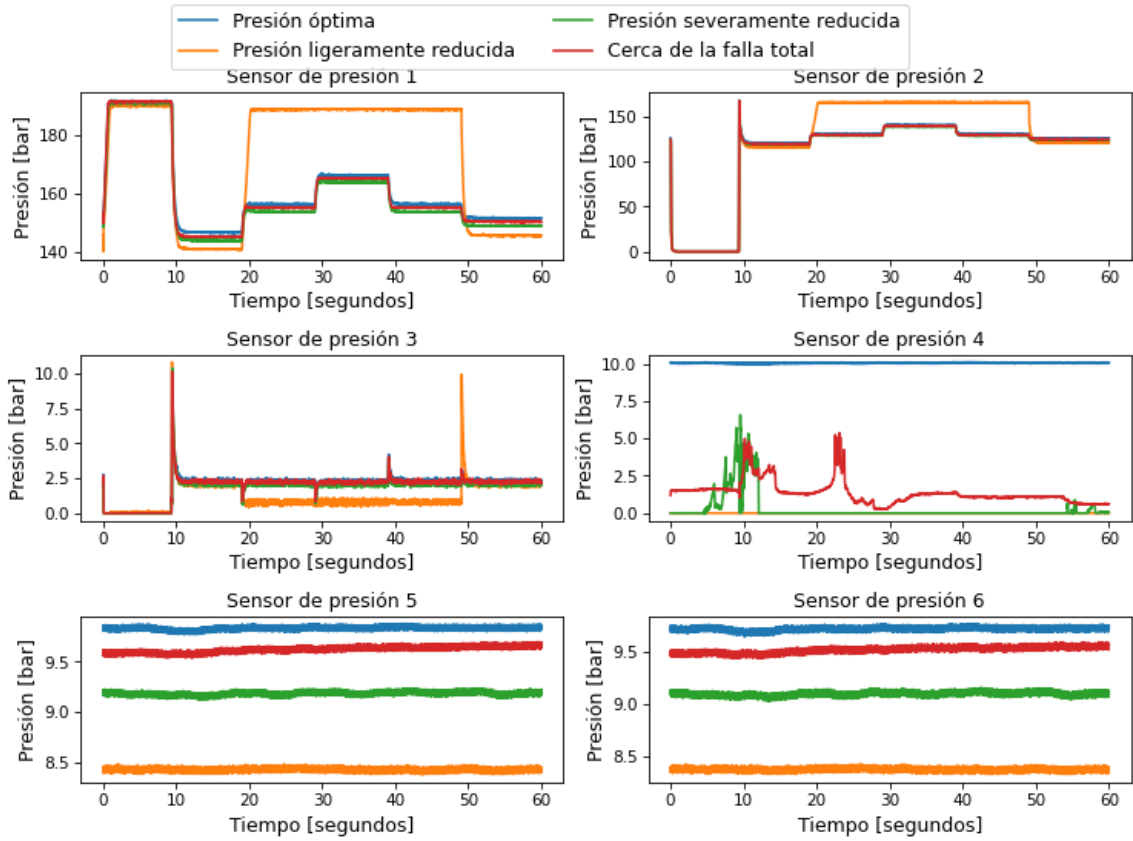 Presión óptima
Presión ligeramente reducida
Presión severamente reducida
Cerca de la falla total
Sensor de presión 1
Presión [bar]
180
160
140
0 10 20 30 40 50 60
Tiempo [segundos]
Sensor de presión 2
Presión [bar]
150
100
50
0
0 10 20 30 40 50 60
Tiempo [segundos]
Sensor de presión 3
Presión [bar]
10.0
7.5
5.0
2.5
0.0
0 10 20 30 40 50 60
Tiempo [segundos]
Sensor de presión 4
Presión [bar]
10.0
7.5
5.0
2.5
0.0
0 10 20 30 40 50 60
Tiempo [segundos]
Sensor de presión 5
Presión [bar]
9.5
9.0
8.5
0 10 20 30 40 50 60
Tiempo [segundos]
Sensor de presión 6
Presión [bar]
9.5
9.0
8.5
0 10 20 30 40 50 60
Tiempo [segundos]